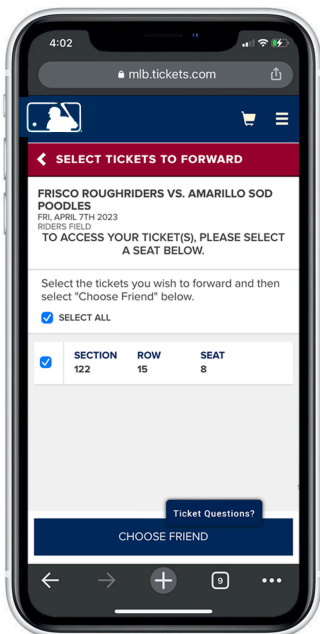 4:02
mlb.tickets.com
SELECT TICKETS TO FORWARD
FRISCO ROUGHRIDERS VS. AMARILLO SOD
POODLES
FRI, APRIL 7TH 2023
RIDERS FIELD
TO ACCESS YOUR TICKET(S), PLEASE SELECT
A SEAT BELOW.
Select the tickets you wish to forward and then
select "Choose Friend" below.
SELECT ALL
SECTION ROW SEAT
122 15 8
Ticket Questions?
CHOOSE FRIEND
9